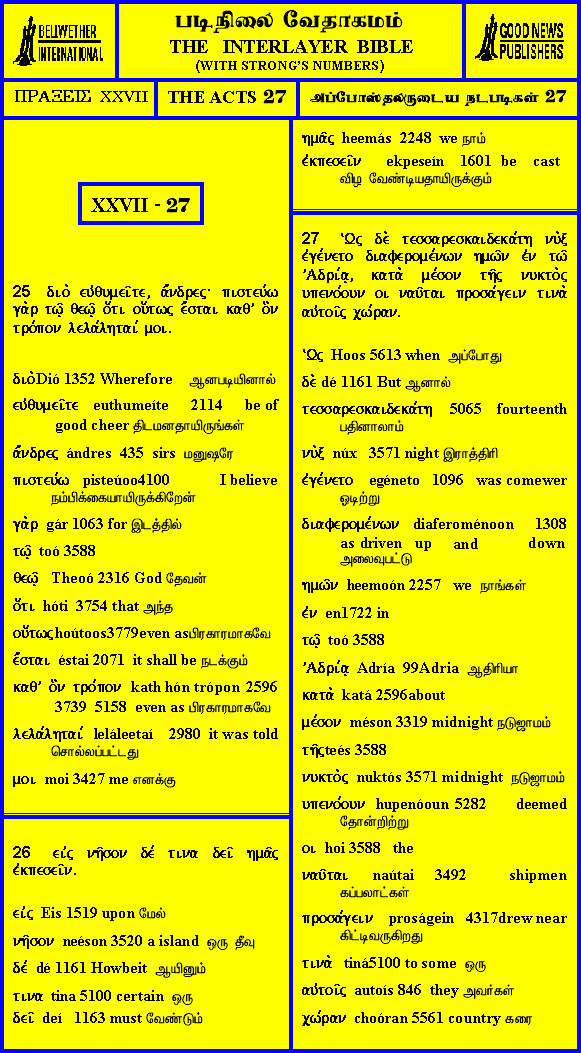 BELLWETHER
INTERNATIONAL
படிநிலை வேதாகமம்
THE INTERLAYER BIBLE
(WITH STRONG'S NUMBERS)
GOOD NEWS
PUBLISHERS
ΠΡΑΞΕΙΣ XXVII
THE ACTS 27
அப்போஸ்தலருடைய நடபடிகள் 27
XXVII - 27
25 διὸ εὐθυμεῖτε, ἄνδρες· πιστεύω
γὰρ τῷ θεῷ ὅτι οὕτως ἔσται καθ' ὃν
τρόπον λελάληταί μοι.
διὸ Dió 1352 Wherefore ஆனபடியினால்
εὐθυμεῖτε euthumeíte 2114 be of
good cheer திடமனதாயிருங்கள்
ἄνδρες ándres 435 sirs மனுஷரே
πιστεύω pisteúoo4100 I believe
நம்பிக்கையாயிருக்கிறேன்
γὰρ gár 1063 for இடத்தில்
τῷ toó 3588
θεῷ Theoó 2316 God தேவன்
ὅτι hóti 3754 that அந்த
οὕτως hoútoos3779even as பிரகாரமாகவே
ἔσται éstai 2071 it shall be நடக்கும்
καθ' ὃν τρόπον kath hón trópon 2596
3739 5158 even as பிரகாரமாகவே
λελάληταί leláleetaí 2980 it was told
சொல்லப்பட்டது
μοι moi 3427 me எனக்கு
26 εἰς νῆσον δέ τινα δεῖ ημᾶς
ἐκπεσεῖν.
εἰς Eis 1519 upon மேல்
νῆσον neéson 3520 a island ஒரு தீவு
δέ dé 1161 Howbeit ஆயினும்
τινα tina 5100 certain ஒரு
δεῖ deí 1163 must வேண்டும்
ημᾶς heemás 2248 we நாம்
ἐκπεσεῖν ekpeseín 1601 be cast
விழ வேண்டியதாயிருக்கும்
27 Ὡς δὲ τεσσαρεσκαιδεκάτη νὺξ
ἐγένετο διαφερομένων ημῶν ἐν τῷ
Ἀδρίᾳ, κατὰ μέσον τῆς νυκτὸς
υπενόουν οι ναῦται προσάγειν τινὰ
αὐτοῖς χώραν.
Ὡς Hoos 5613 when அப்போது
δὲ dé 1161 But ஆனால்
τεσσαρεσκαιδεκάτη 5065 fourteenth
பதினாலாம்
νὺξ núx 3571 night இராத்திரி
ἐγένετο egéneto 1096 was comewer
ஓடிற்று
διαφερομένων diaferoménoon 1308
as driven up and down
அலைவுபட்டு
ημῶν heemoón 2257 we நாங்கள்
ἐν en1722 in
τῷ toó 3588
Ἀδρίᾳ Adría 99Adria ஆதிரியா
κατὰ katá 2596about
μέσον méson 3319 midnight நடுஜாமம்
τῆς teés 3588
νυκτὸς nuktós 3571 midnight நடுஜாமம்
υπενόουν hupenóoun 5282 deemed
தோன்றிற்று
οι hoi 3588 the
ναῦται naútai 3492 shipmen
கப்பலாட்கள்
προσάγειν proságein 4317drew near
கிட்டிவருகிறது
τινὰ tiná5100 to some ஒரு
αὐτοῖς autoís 846 they அவர்கள்
χώραν choóran 5561 country கரை